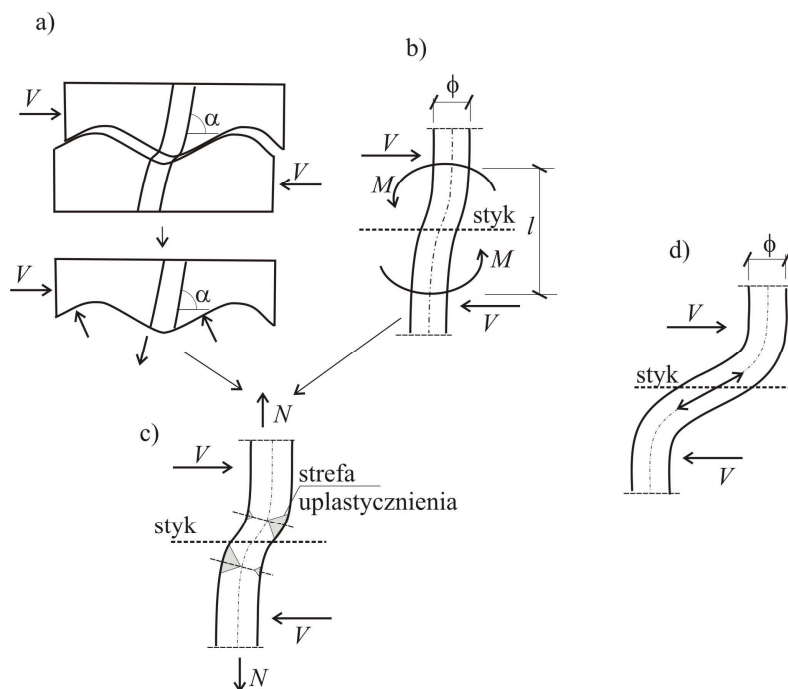 a)
V
α
V
V
α
b)
ϕ
V
M
styk
l
M
V
N
c)
V
strefa
uplastycznienia
styk
V
N
d)
ϕ
V
styk
V